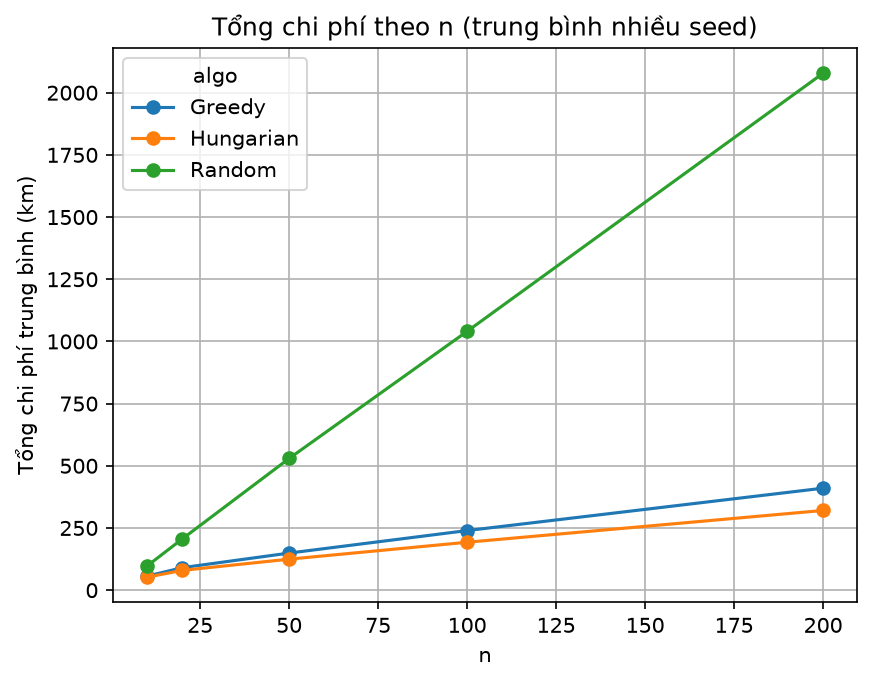 Tổng chi phí theo n (trung bình nhiều seed)
algo
Greedy
Hungarian
Random
Tổng chi phí trung bình (km)
2000
1750
1500
1250
1000
750
500
250
0
25 50 75 100 125 150 175 200
n